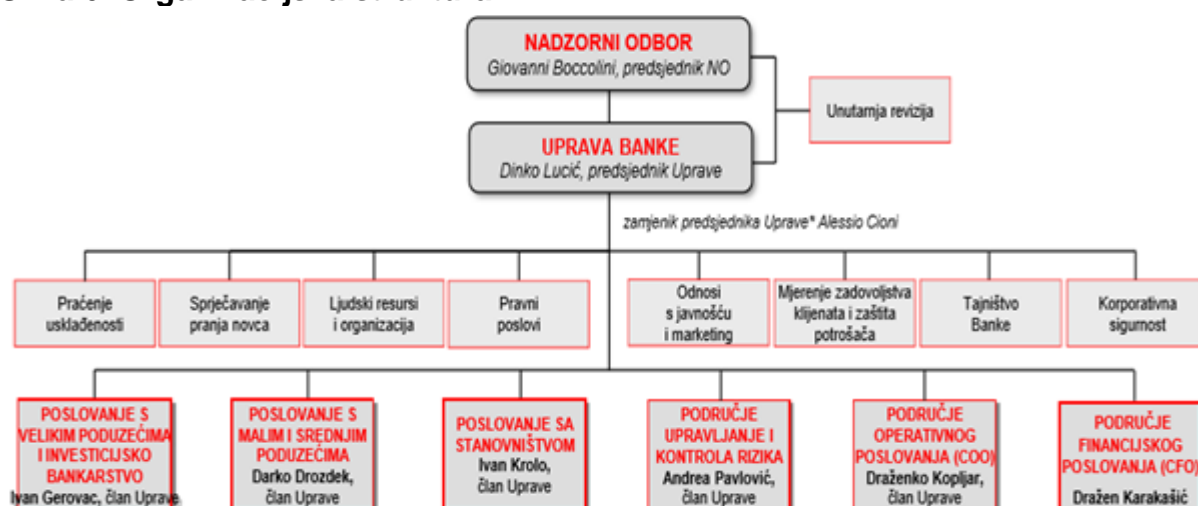 NADZORNI ODBOR
Giovanni Boccolini, predsjednik NO
Unutarnja revizija
UPRAVA BANKE
Dinko Lucić, predsjednik Uprave
zamjenik predsjednika Uprave* Alessio Cioni
Praćenje
usklađenosti
Sprječavanje
pranja novca
Ljudski resursi
i organizacija
Pravni
poslovi
Odnosi
s javnošću
i marketing
Mjerenje zadovoljstva
klijenata i zaštita
potrošača
Tajništvo
Banke
Korporativna
sigurnost
POSLOVANJE S
VELIKIM PODUZEĆIMA
I INVESTICIJSKO
BANKARSTVO
Ivan Gerovac, član Uprave
POSLOVANJE S
MALIM I SREDNJIM
PODUZEĆIMA
Darko Drozdek,
član Uprave
POSLOVANJE SA
STANOVNIŠTVOM
Ivan Krolo,
član Uprave
PODRUČJE
UPRAVLJANJE I
KONTROLA RIZIKA
Andrea Pavlović,
član Uprave
PODRUČJE
OPERATIVNOG
POSLOVANJA (COO)
Draženko Kopljar,
član Uprave
PODRUČJE
FINANCIJSKOG
POSLOVANJA (CFO)
Dražen Karakašić